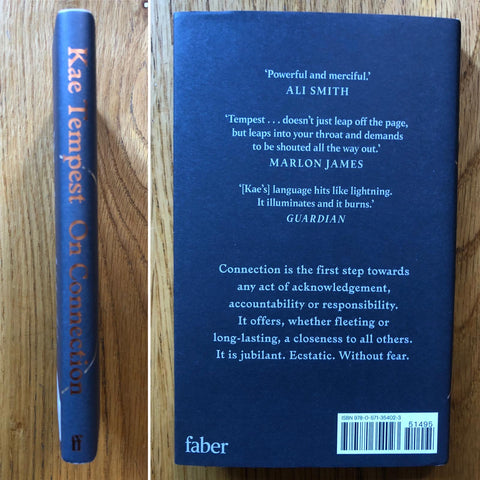 Kae Tempest On Connection
ff
‘Powerful and merciful.’
ALI SMITH
‘Tempest . . . doesn’t just leap off the page,
but leaps into your throat and demands
to be shouted all the way out.’
MARLON JAMES
‘[Kae’s] language hits like lightning.
It illuminates and it burns.’
GUARDIAN
Connection is the first step towards
any act of acknowledgement,
accountability or responsibility.
It offers, whether fleeting or
long-lasting, a closeness to all others.
It is jubilant. Ecstatic. Without fear.
ISBN 978-0-571-35402-3
51495
faber